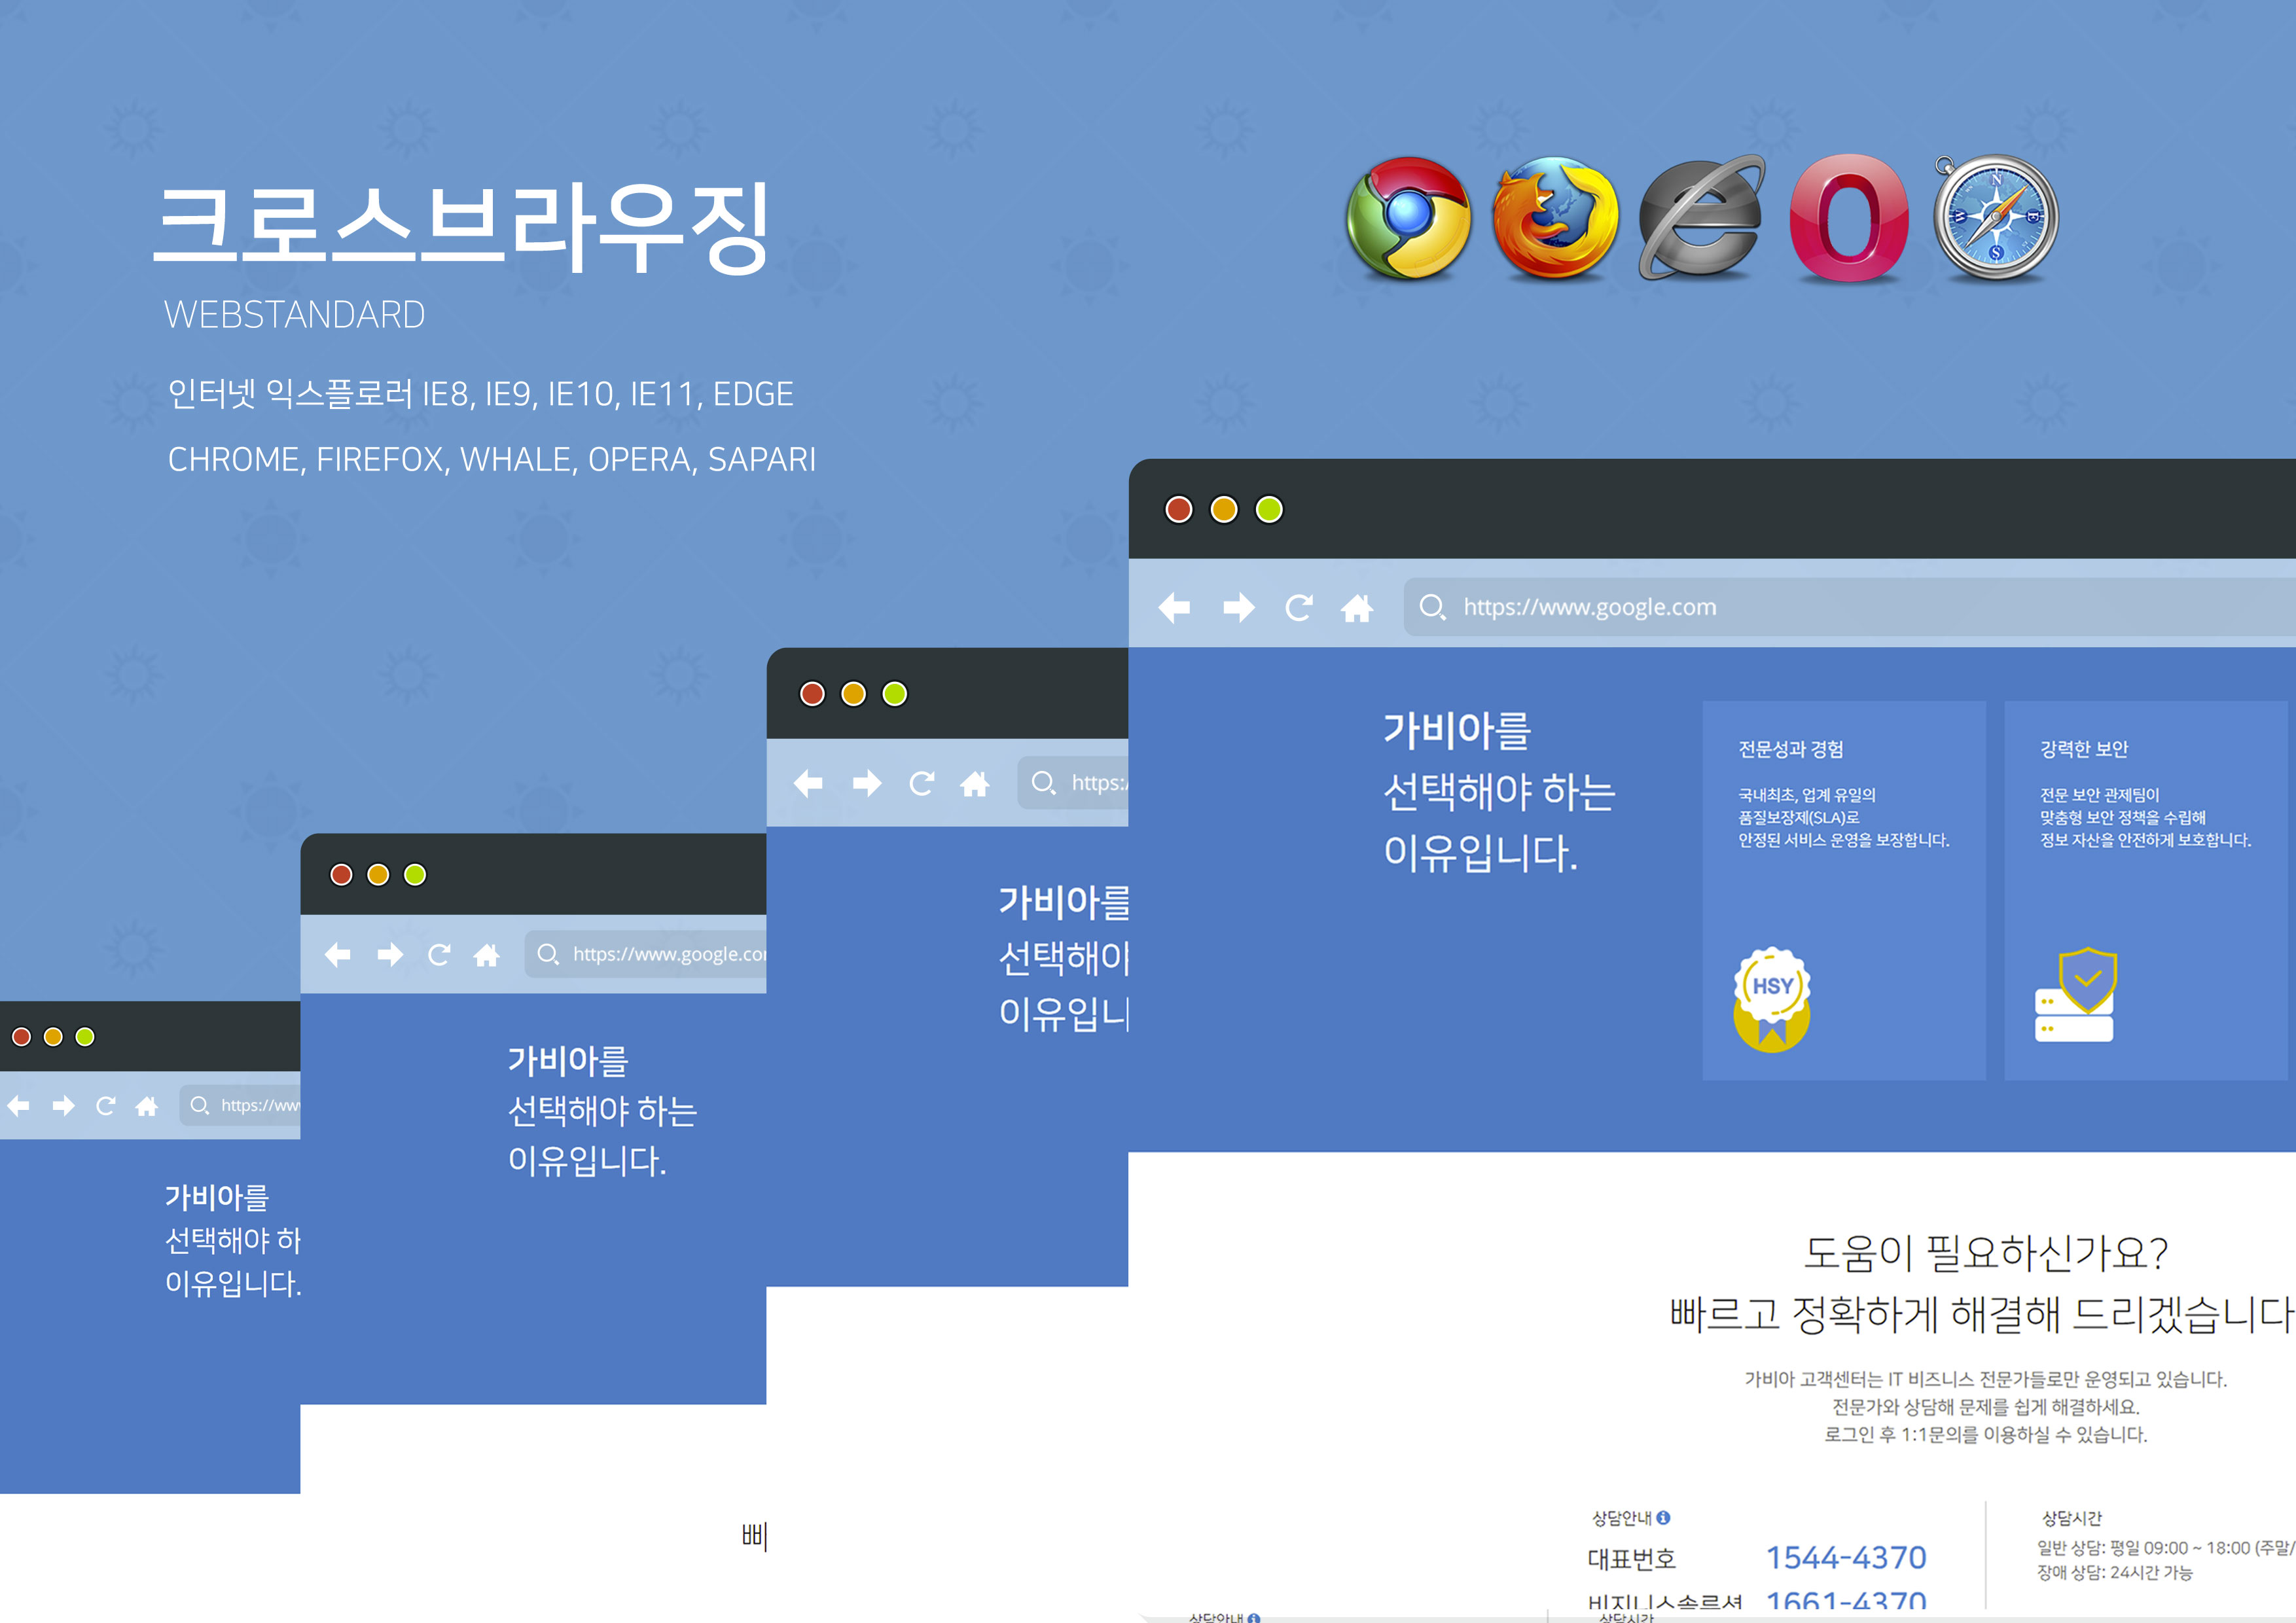 크로스브라우징
WEBSTANDARD
인터넷 익스플로러 IE8, IE9, IE10, IE11, EDGE
CHROME, FIREFOX, WHALE, OPERA, SAPARI
N
W
E
S
https://www.google.com
가비아를
선택해야 하는
이유입니다.
전문성과 경험
국내최초, 업계 유일의
품질보장제(SLA)로
안정된 서비스 운영을 보장합니다.
HSY
강력한 보안
전문 보안 관제팀이
맞춤형 보안 정책을 수립해
정보 자산을 안전하게 보호합니다.
도움이 필요하신가요?
빠르고 정확하게 해결해 드리겠습니다
가비아 고객센터는 IT 비즈니스 전문가들로만 운영되고 있습니다.
전문가와 상담해 문제를 쉽게 해결하세요.
로그인 후 1:1문의를 이용하실 수 있습니다.
상담안내
대표번호 1544-4370
비지니스솔루션 1661-4370
상담시간
일반 상담: 평일 09:00 ~ 18:00 (주말/
장애 상담: 24시간 가능
상담안내
상담시간
https:/
가비아를
선택해야
이유입니
https://www.google.co
가비아를
선택해야 하는
이유입니다.
https://ww
가비아를
선택해야 하
이유입니다.